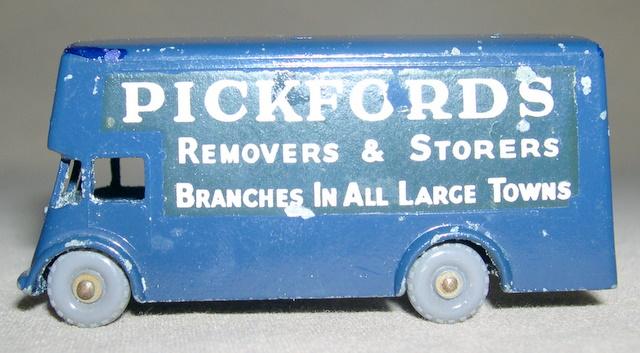 PICKFORDS
REMOVERS & STORERS
BRANCHES IN ALL LARGE TOWNS